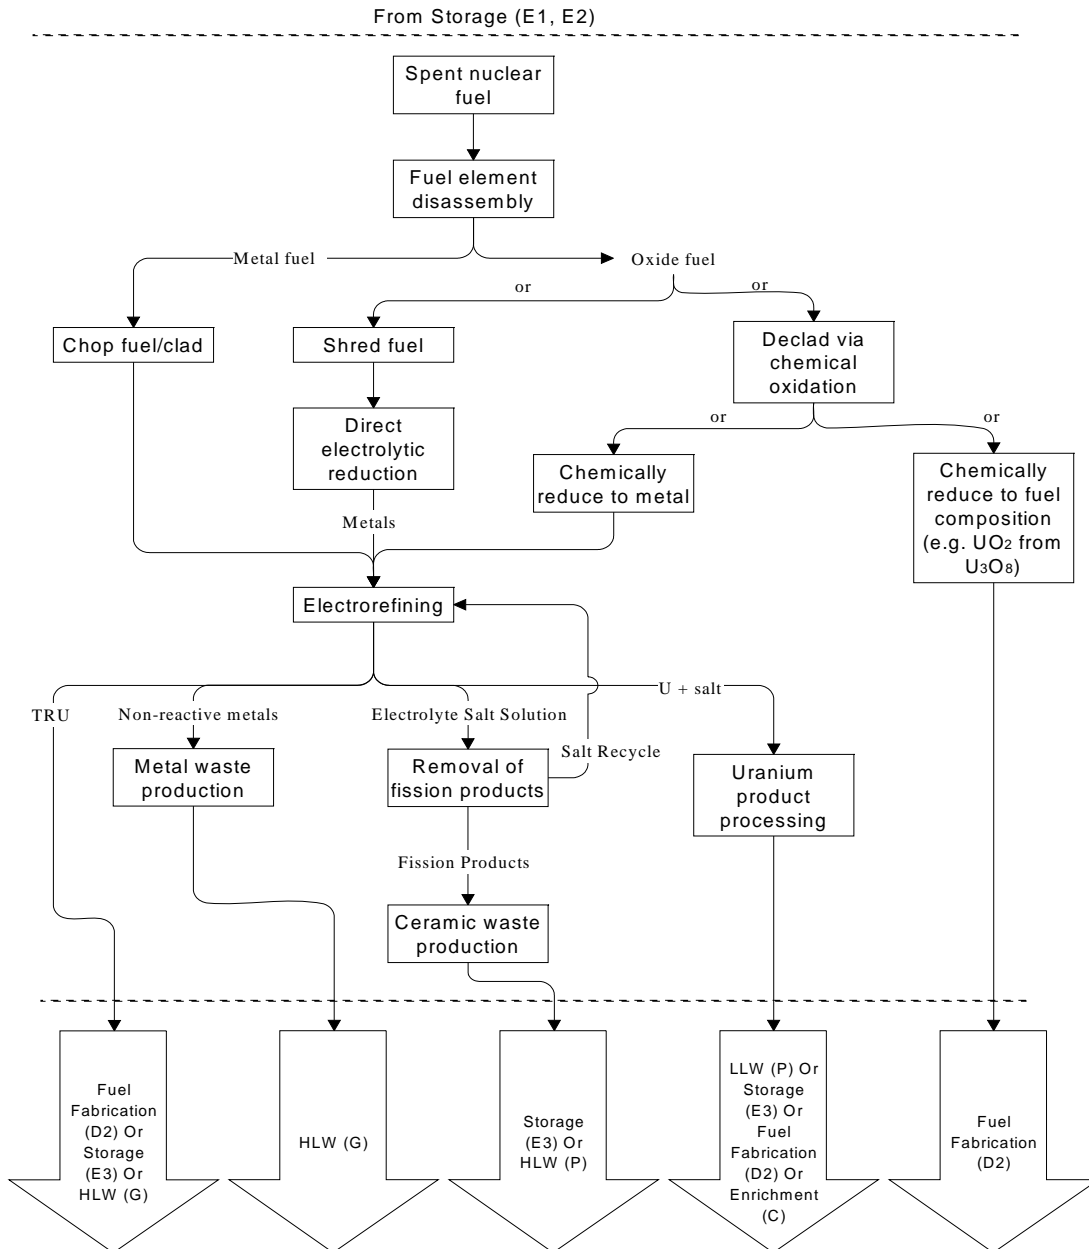 From Storage (E1, E2)
Spent nuclear
fuel
Fuel element
disassembly
Metal fuel
Oxide fuel
or
or
Chop fuel/clad
Shred fuel
Declad via
chemical
oxidation
Direct
electrolytic
reduction
or
or
Chemically
reduce to metal
Chemically
reduce to fuel
composition
(e.g. UO2 from
U3O8)
Metals
Electrorefining
TRU
Non-reactive metals
Electrolyte Salt Solution
U + salt
Salt Recycle
Metal waste
production
Removal of
fission products
Uranium
product
processing
Fission Products
Ceramic waste
production
Fuel
Fabrication
(D2) Or
Storage
(E3) Or
HLW (G)
HLW (G)
Storage
(E3) Or
HLW (P)
LLW (P) Or
Storage
(E3) Or
Fuel
Fabrication
(D2) Or
Enrichment
(C)
Fuel
Fabrication
(D2)